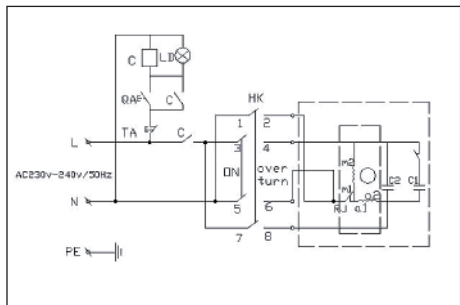 C LD
QA C HK
1 2
L TA C 3 4
m2
AC230v-240v/50Hz ON over turn C2 C1
m1
N 5 6 RJ a1 a2
7 8
PE